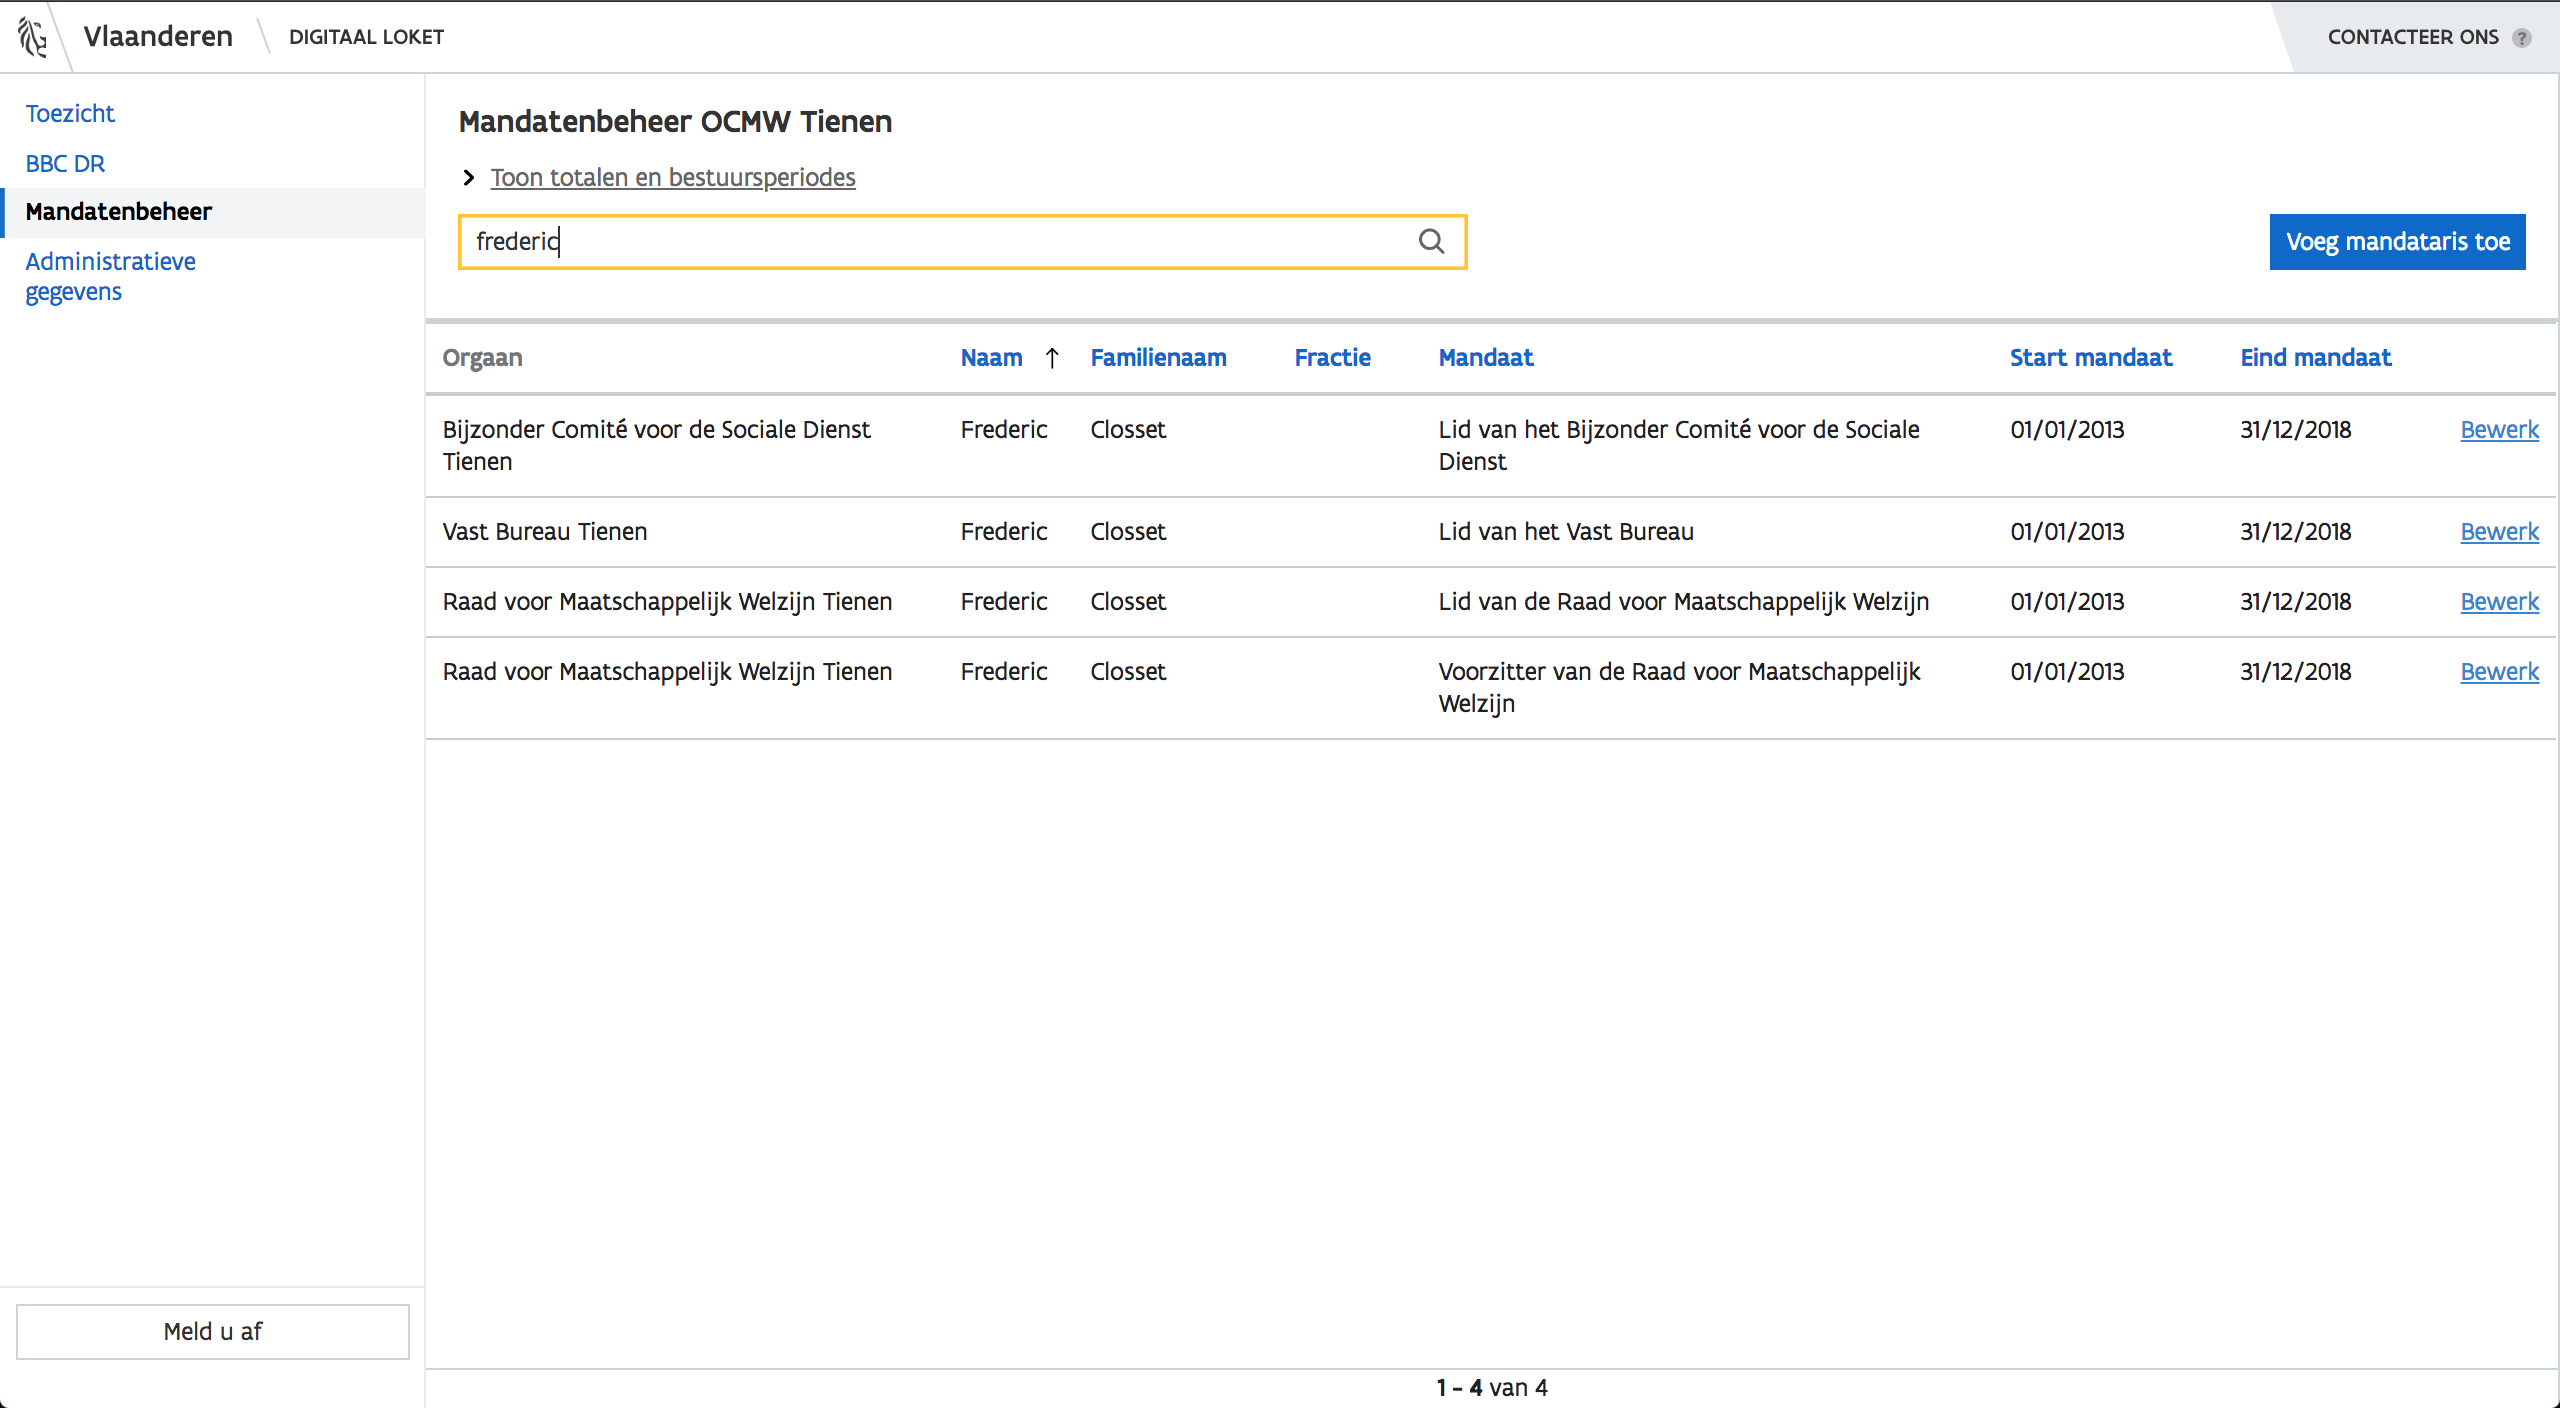 Vlaanderen
DIGITAAL LOKET
CONTACTEER ONS ?
Toezicht
BBC DR
Mandatenbeheer
Administratieve
gegevens
Mandatenbeheer OCMW Tienen
Toon totalen en bestuursperiodes
frederic
Voeg mandataris toe
Orgaan Naam ↑ Familienaam Fractie Mandaat Start mandaat Eind mandaat
Bijzonder Comité voor de Sociale Dienst Frederic Closset Lid van het Bijzonder Comité voor de Sociale 01/01/2013 31/12/2018 Bewerk
Tienen Dienst
Vast Bureau Tienen Frederic Closset Lid van het Vast Bureau 01/01/2013 31/12/2018 Bewerk
Raad voor Maatschappelijk Welzijn Tienen Frederic Closset Lid van de Raad voor Maatschappelijk Welzijn 01/01/2013 31/12/2018 Bewerk
Raad voor Maatschappelijk Welzijn Tienen Frederic Closset Voorzitter van de Raad voor Maatschappelijk 01/01/2013 31/12/2018 Bewerk
Welzijn
Meld u af
1 - 4 van 4